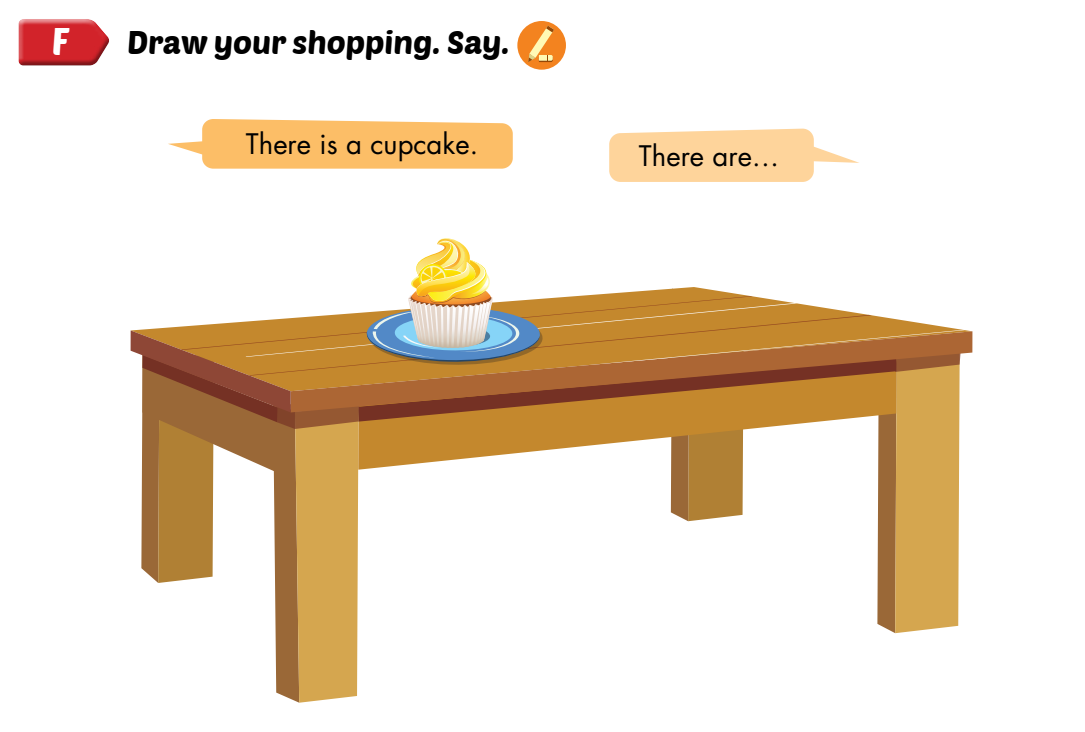 F
Draw your shopping. Say.
There is a cupcake.
There are...